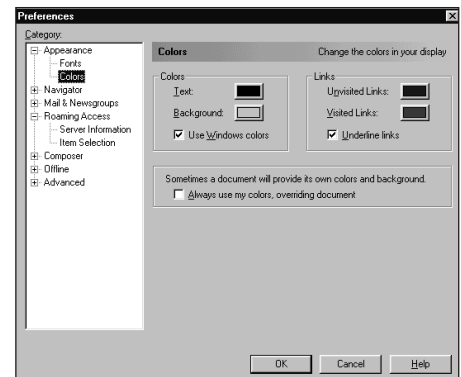 Preferences
Category:
Appearance
Fonts
Colors
Navigator
Mail & Newsgroups
Roaming Access
Server Information
Item Selection
Composer
Offline
Advanced
Colors Change the colors in your display
Colors
Text:
Background:
Use Windows colors
Links
Unvisited Links:
Visited Links:
Underline links
Sometimes a document will provide its own colors and background.
Always use my colors, overriding document
OK Cancel Help